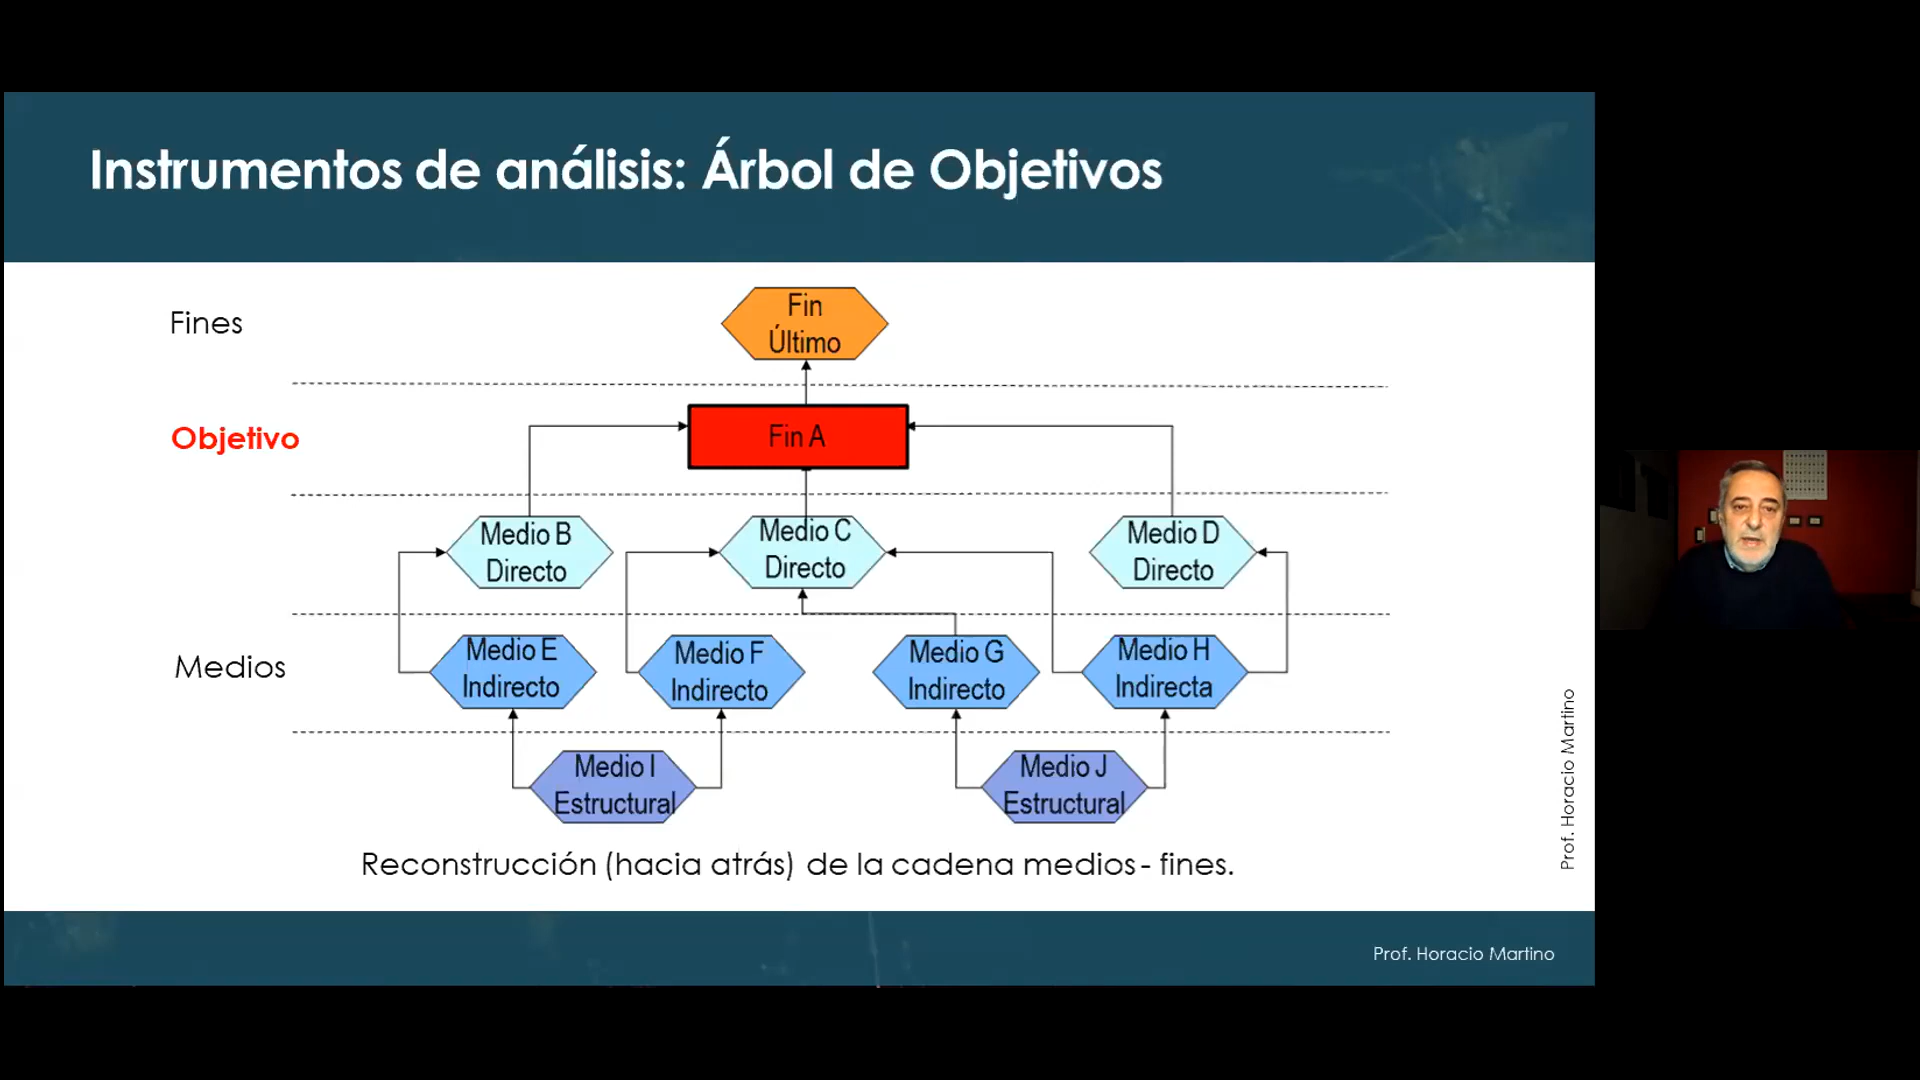 Instrumentos de análisis: Árbol de Objetivos
Fines
Fin
Último
Objetivo
Fin A
Medio B
Directo
Medio C
Directo
Medio D
Directo
Medios
Medio E
Indirecto
Medio F
Indirecto
Medio G
Indirecto
Medio H
Indirecta
Medio I
Estructural
Medio J
Estructural
Reconstrucción (hacia atrás) de la cadena medios - fines.
Prof. Horacio Martino
Prof. Horacio Martino